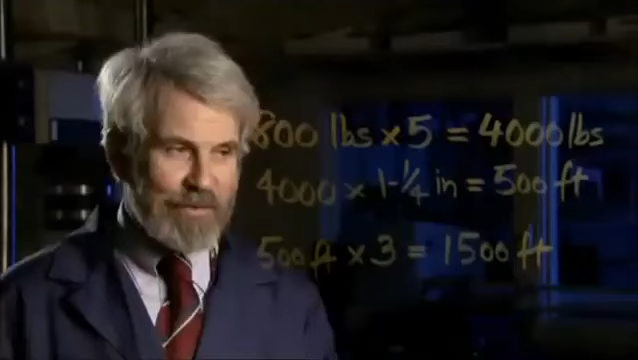 800 lbs × 5 = 4000 lbs
4000 × 1-1/4 in = 500 ft
500 ft × 3 = 1500 ft